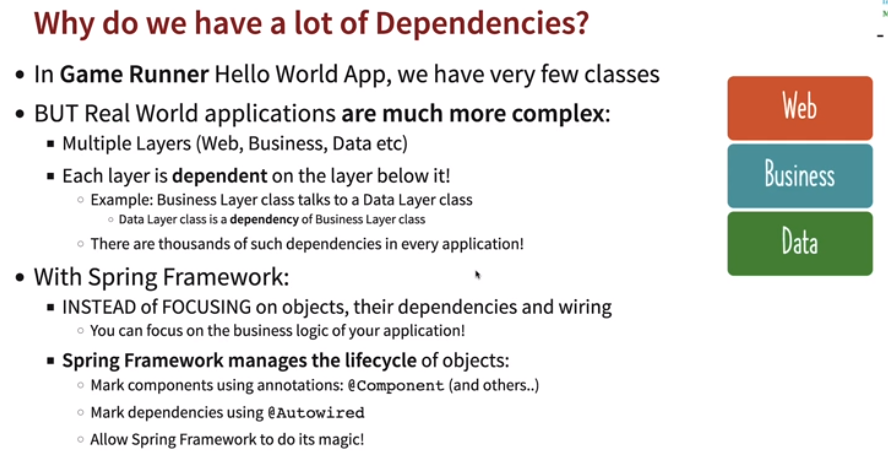 Why do we have a lot of Dependencies?
• In Game Runner Hello World App, we have very few classes
• BUT Real World applications are much more complex:
▪ Multiple Layers (Web, Business, Data etc)
▪ Each layer is dependent on the layer below it!
◦ Example: Business Layer class talks to a Data Layer class
◦ Data Layer class is a dependency of Business Layer class
◦ There are thousands of such dependencies in every application!
• With Spring Framework:
▪ INSTEAD of FOCUSING on objects, their dependencies and wiring
◦ You can focus on the business logic of your application!
▪ Spring Framework manages the lifecycle of objects:
◦ Mark components using annotations: @Component (and others..)
◦ Mark dependencies using @Autowired
◦ Allow Spring Framework to do its magic!
Web
Business
Data